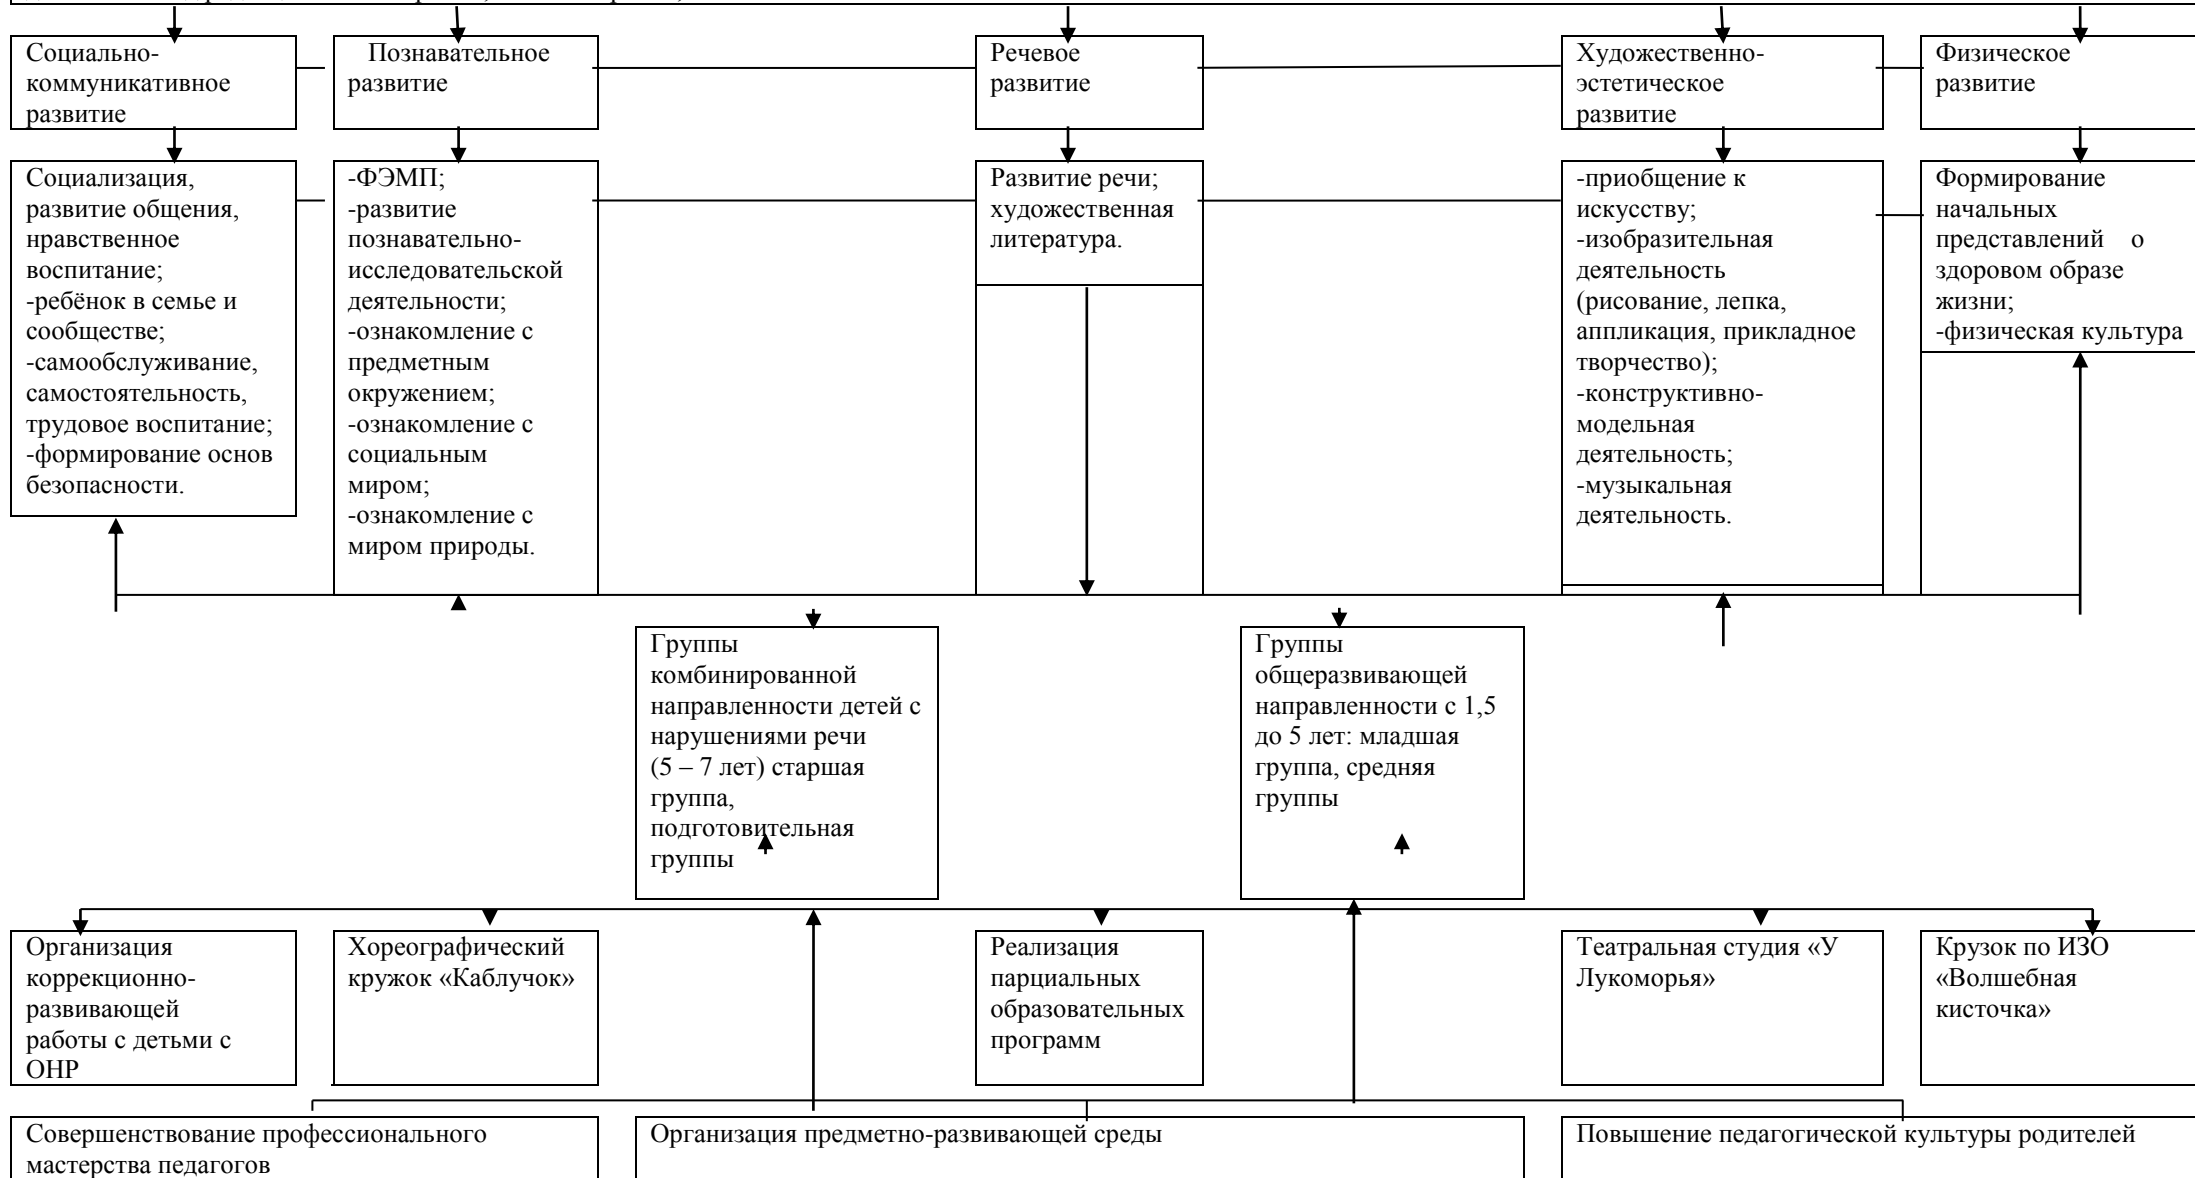 Социально-
коммуникативное
развитие
Познавательное
развитие
Речевое
развитие
Художественно-
эстетическое
развитие
Физическое
развитие
Социализация,
развитие общения,
нравственное
воспитание;
-ребёнок в семье и
сообществе;
-самообслуживание,
самостоятельность,
трудовое воспитание;
-формирование основ
безопасности.
-ФЭМП;
-развитие
познавательно-
исследовательской
деятельности;
-ознакомление с
предметным
окружением;
-ознакомление с
социальным
миром;
-ознакомление с
миром природы.
Развитие речи;
художественная
литература.
-приобщение к
искусству;
-изобразительная
деятельность
(рисование, лепка,
аппликация, прикладное
творчество);
-конструктивно-
модельная
деятельность;
-музыкальная
деятельность.
Формирование
начальных
представлений о
здоровом образе
жизни;
-физическая культура
Группы
комбинированной
направленности детей с
нарушениями речи
(5 – 7 лет) старшая
группа,
подготовительная
группы
Группы
общеразвивающей
направленности с 1,5
до 5 лет: младшая
группа, средняя
группы
Организация
коррекционно-
развивающей
работы с детьми с
ОНР
Хореографический
кружок «Каблучок»
Реализация
парциальных
образовательных
программ
Театральная студия «У
Лукоморья»
Крузок по ИЗО
«Волшебная
кисточка»
Совершенствование профессионального
мастерства педагогов
Организация предметно-развивающей среды
Повышение педагогической культуры родителей